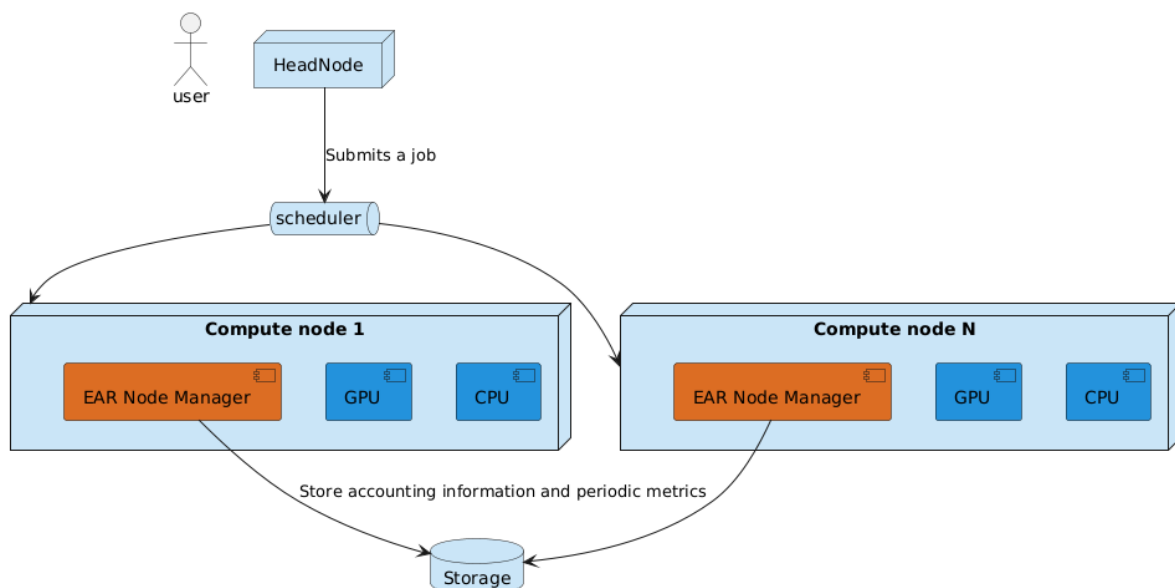 HeadNode
user
Submits a job
scheduler
Compute node 1
Compute node N
EAR Node Manager
GPU
CPU
EAR Node Manager
GPU
CPU
Store accounting information and periodic metrics
Storage